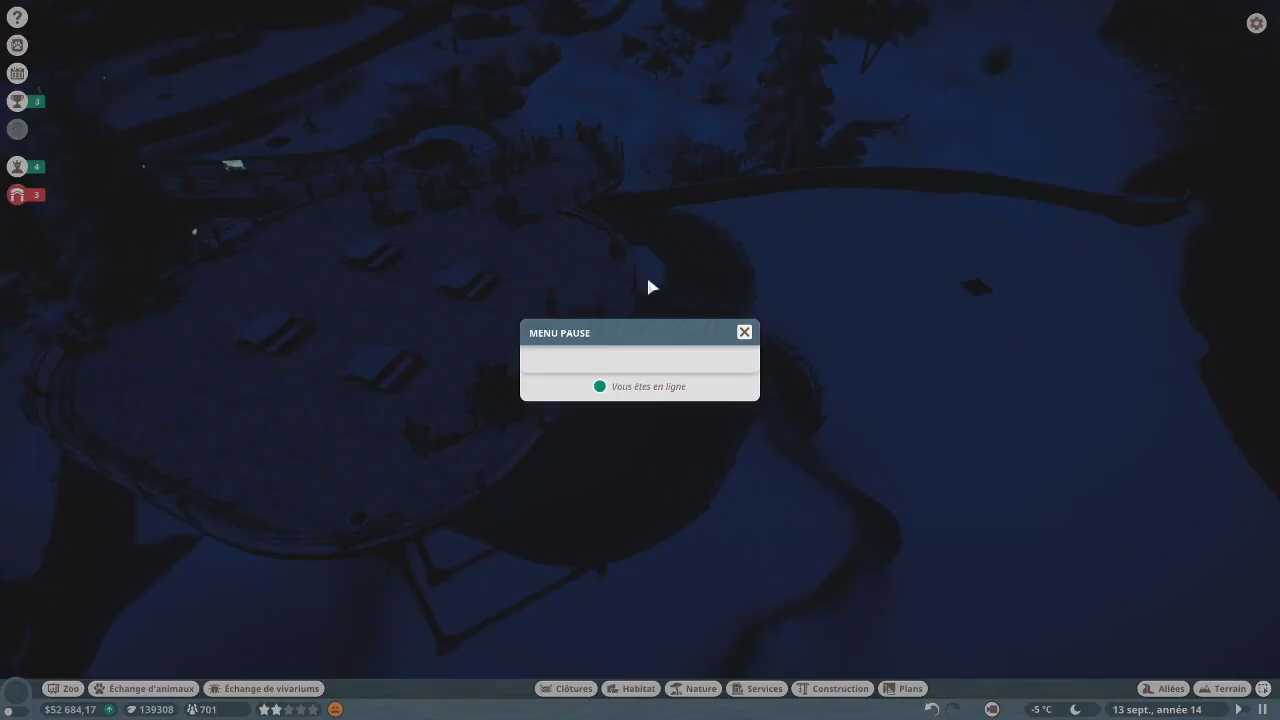 ?
3
4
3
MENU PAUSE
Vous êtes en ligne
Zoo
Échange d'animaux
Échange de vivariums
Clôtures
Habitat
Nature
Services
Construction
Plans
Allées
Terrain
$52 684,17
139308
701
-5 °C
13 sept., année 14